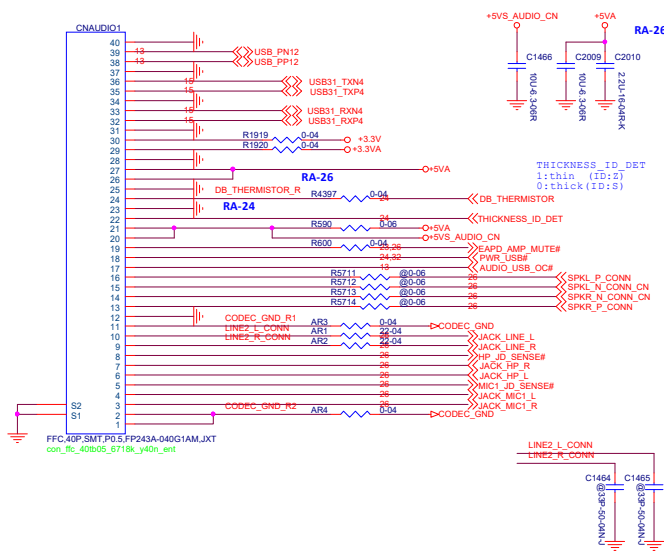 CNAUDIO1
+5VS_AUDIO_CN
+5VA
RA-26
C1466
10U-6.3-06R
C2009
10U-6.3-06R
C2010
2.2U-16-04R-K
40
39 13 USB_PN12
38 13 USB_PP12
37
36 15 USB31_TXN4
35 15 USB31_TXP4
34
33 15 USB31_RXN4
32 15 USB31_RXP4
31
30 R1919 0-04 +3.3V
29 R1920 0-04 +3.3VA
28
27 +5VA
26
RA-26
THICKNESS_ID_DET
1:thin (ID:Z)
0:thick(ID:S)
25 DB_THERMISTOR_R
24 R4397 0-04 24 DB_THERMISTOR
23 RA-24
22 24 THICKNESS_ID_DET
21 R590 0-06 +5VA
20 +5VS_AUDIO_CN
19 R600 0-04 EAPD_AMP_MUTE#
18 24,32 PWR_USB#
17 13 AUDIO_USB_OC#
16 R5711 @0-06 26 SPKL_P_CONN
15 R5712 @0-06 26 SPKL_N_CONN_CN
14 R5713 @0-06 26 SPKR_N_CONN_CN
13 R5714 @0-06 26 SPKR_P_CONN
12
11 CODEC_GND_R1 AR3 0-04 CODEC_GND
10 LINE2_L_CONN AR1 22-04 26 JACK_LINE_L
9 LINE2_R_CONN AR2 22-04 26 JACK_LINE_R
8 26 HP_JD_SENSE#
7 26 JACK_HP_R
6 26 JACK_HP_L
5 26 MIC1_JD_SENSE#
4 26 JACK_MIC1_L
3 26 JACK_MIC1_R
2 CODEC_GND_R2 AR4 0-04 CODEC_GND
1
S2
S1
FFC,40P,SMT,P0.5,FP243A-040G1AM,JXT
con_ffc_40tb05_6718k_y40n_ent
LINE2_L_CONN
LINE2_R_CONN
C1464
@33P-50-04N-J
C1465
@33P-50-04N-J